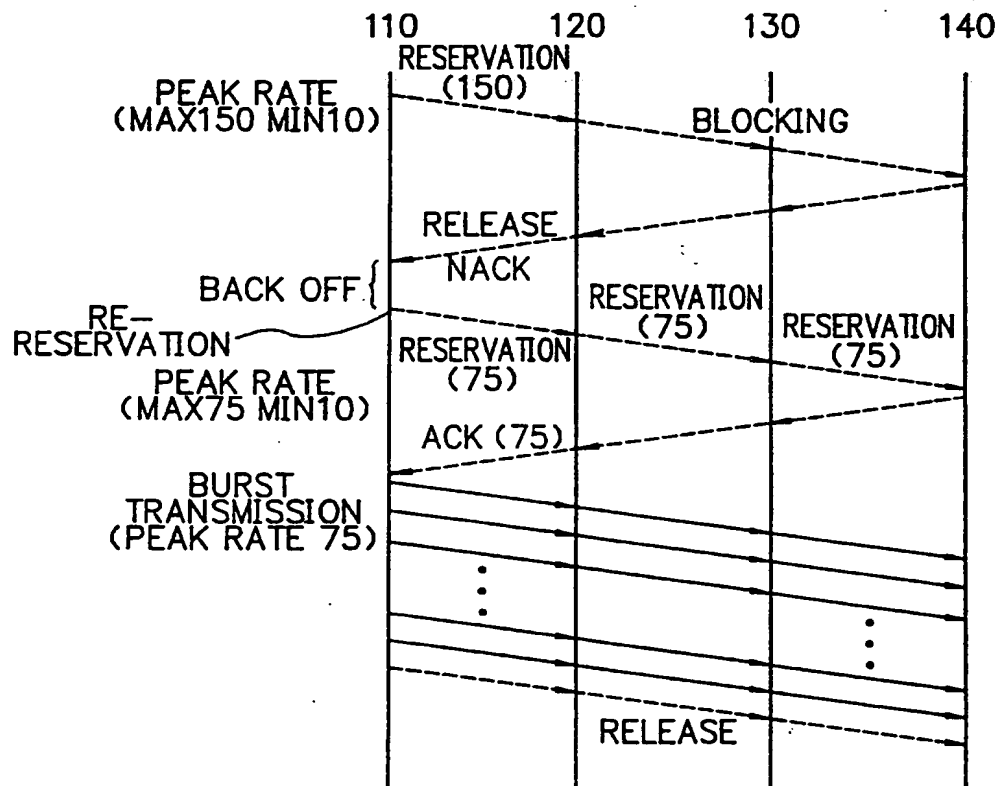 110 120 130 140
RESERVATION
(150)
PEAK RATE
(MAX150 MIN10)
BLOCKING
RELEASE
NACK
BACK OFF
RE-
RESERVATION
RESERVATION
(75)
RESERVATION
(75)
RESERVATION
(75)
PEAK RATE
(MAX75 MIN10)
ACK (75)
BURST
TRANSMISSION
(PEAK RATE 75)
RELEASE